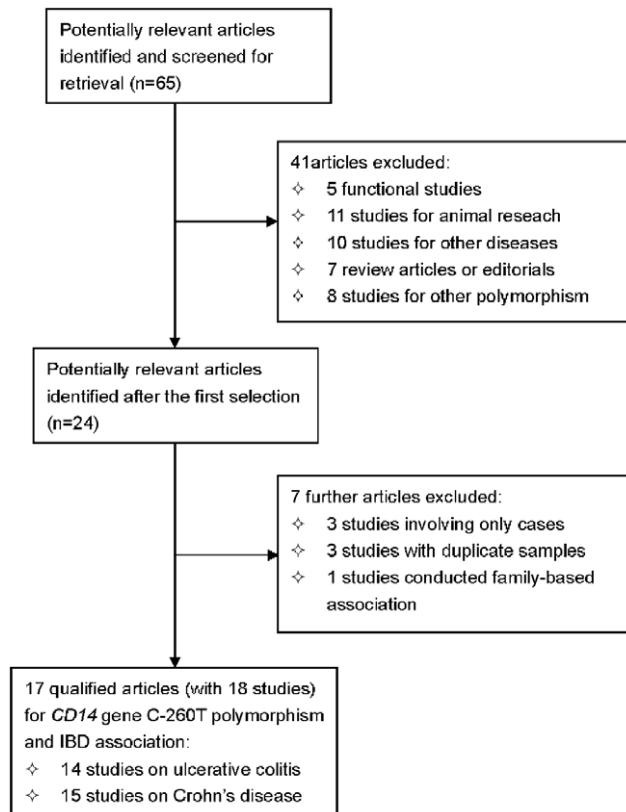 Potentially relevant articles
identified and screened for
retrieval (n=65)
41articles excluded:
✧ 5 functional studies
✧ 11 studies for animal reseach
✧ 10 studies for other diseases
✧ 7 review articles or editorials
✧ 8 studies for other polymorphism
Potentially relevant articles
identified after the first selection
(n=24)
7 further articles excluded:
✧ 3 studies involving only cases
✧ 3 studies with duplicate samples
✧ 1 studies conducted family-based
association
17 qualified articles (with 18 studies)
for CD14 gene C-260T polymorphism
and IBD association:
✧ 14 studies on ulcerative colitis
✧ 15 studies on Crohn's disease